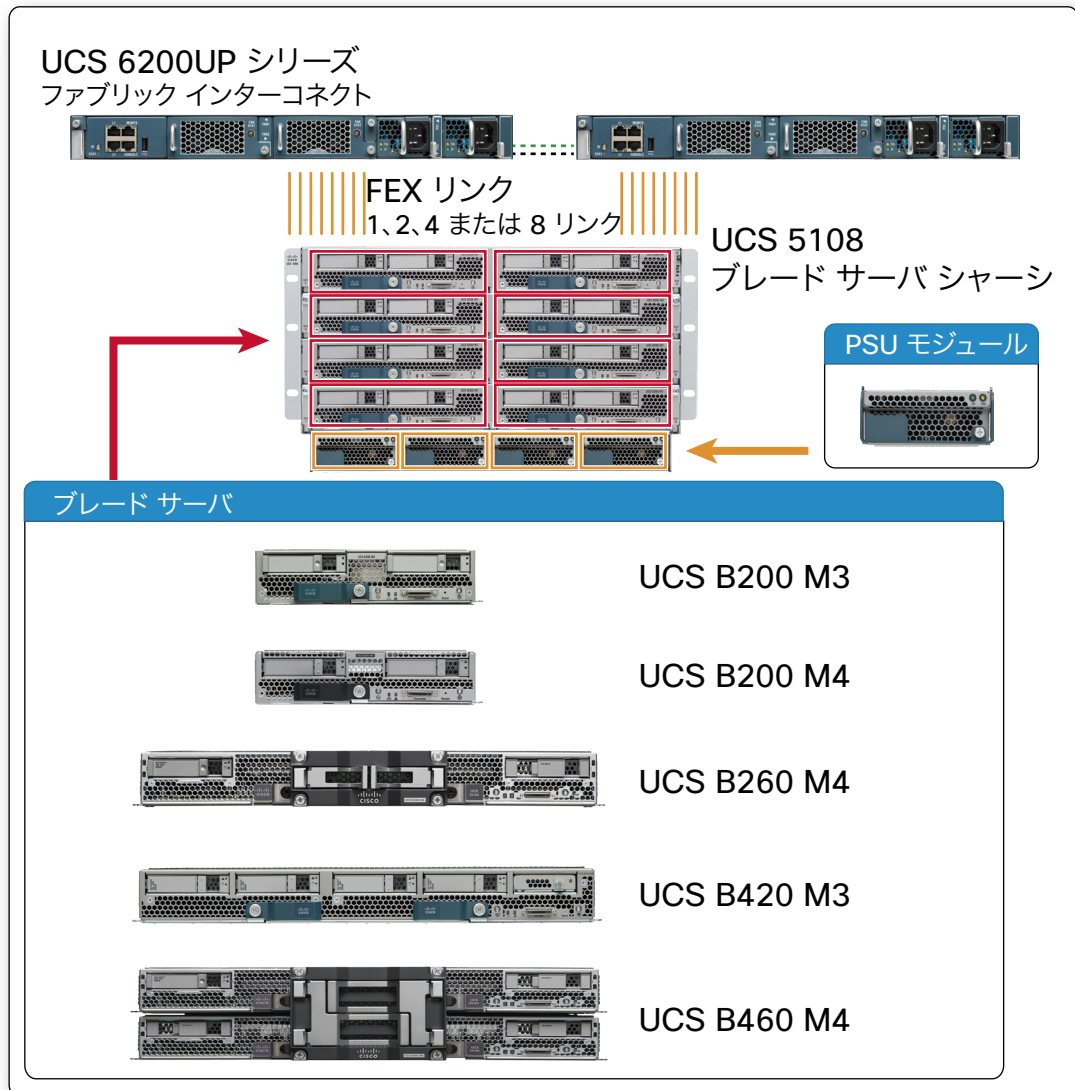 UCS 6200UP シリーズ
ファブリック インターコネクト
FEX リンク
1、2、4 または 8 リンク
UCS 5108
ブレード サーバ シャーシ
PSU モジュール
ブレード サーバ
UCS B200 M3
UCS B200 M4
UCS B260 M4
CISCO
UCS B420 M3
UCS B460 M4
CISCO